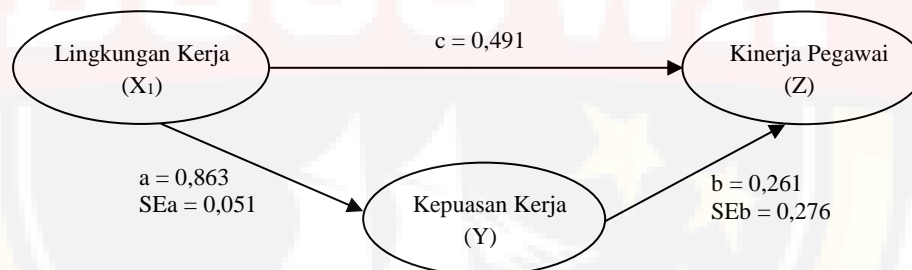 Lingkungan Kerja
(X₁)
c = 0,491
Kinerja Pegawai
(Z)
a = 0,863
SEa = 0,051
Kepuasan Kerja
(Y)
b = 0,261
SEb = 0,276